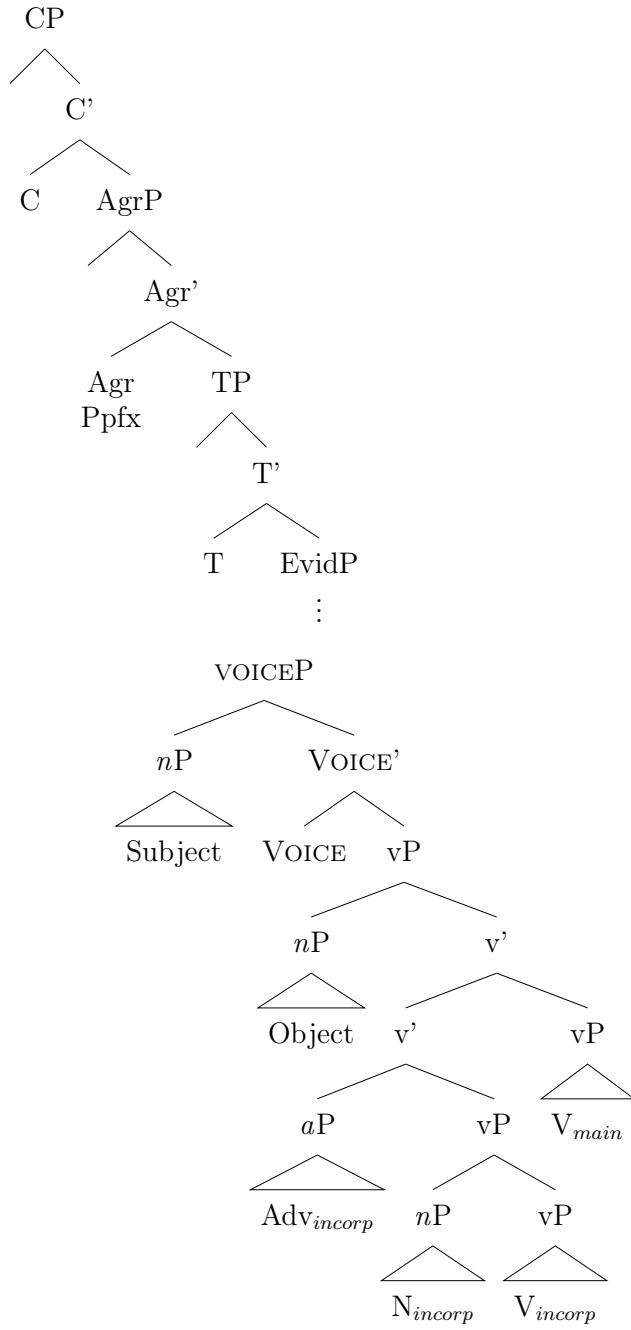 CP
C'
C AgrP
Agr'
Agr TP
Ppfx
T'
T EvidP
⋮
VOICEP
nP VOICE'
Subject VOICE vP
nP v'
Object v' vP
aP vP V_main
Adv_incorp nP vP
N_incorp V_incorp